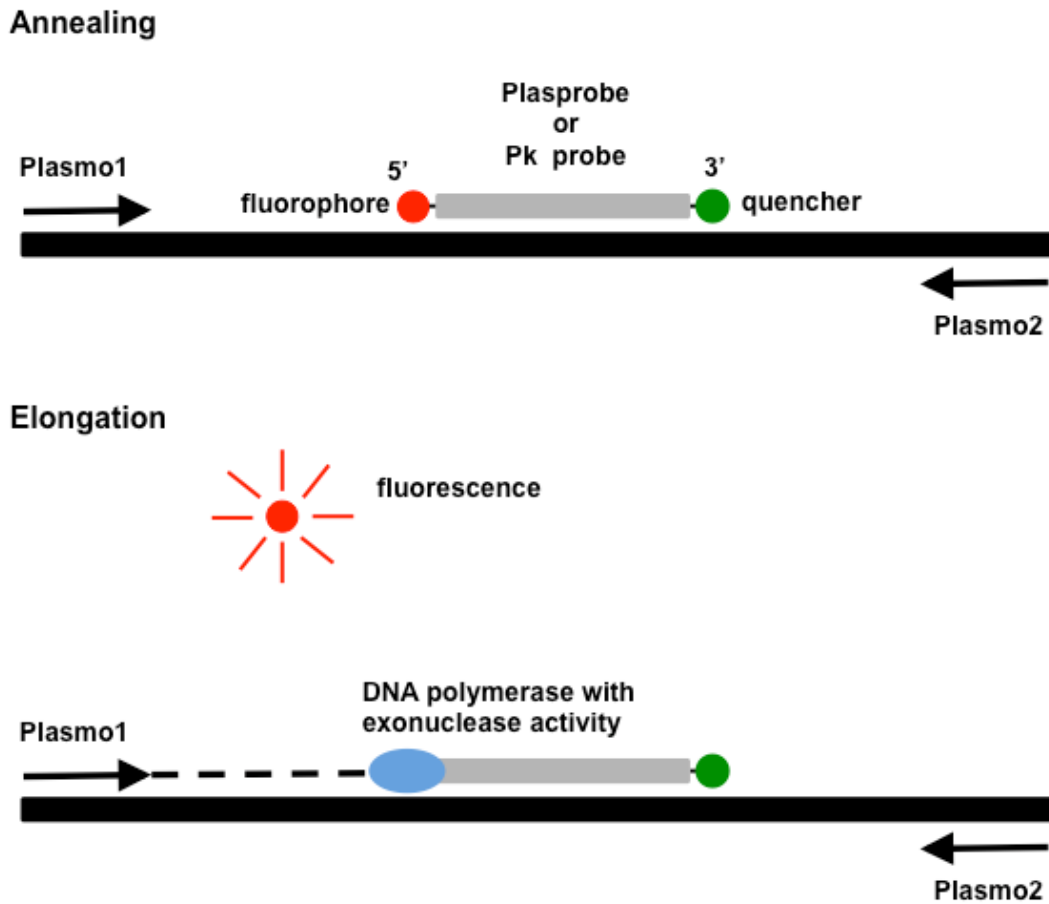 Annealing
Plasprobe
or
Pk probe
Plasmo1
5’
3’
fluorophore
quencher
Plasmo2
Elongation
fluorescence
DNA polymerase with
exonuclease activity
Plasmo1
Plasmo2